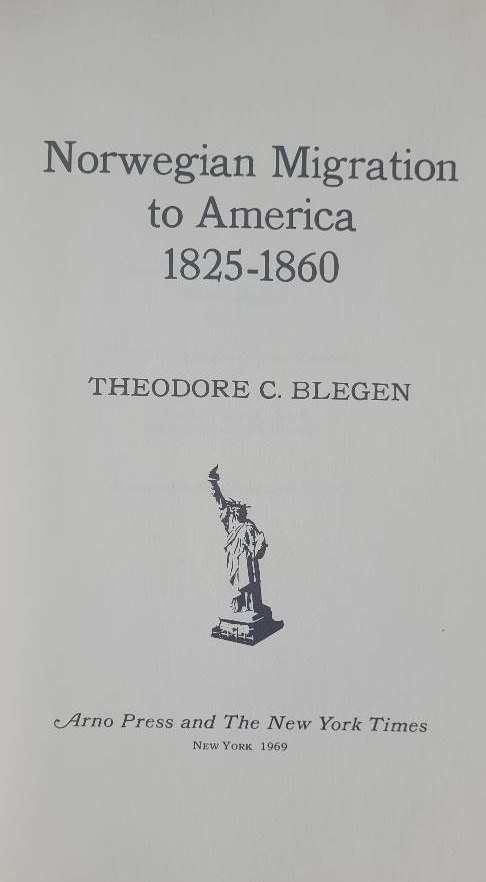 Norwegian Migration
to America
1825-1860
THEODORE C. BLEGEN
Arno Press and The New York Times
NEW YORK 1969